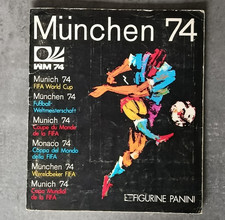 München 74
WM 74
Munich 74
FIFA World Cup
München 74
Fußball-
Weltmeisterschaft
Munich 74
Coupe du Monde
de la FIFA
Monaco 74
Coppa del Mondo
della FIFA
München 74
Wereldbeker FIFA
Munich 74
Copa Mundial
de la FIFA
FIGURINE PANINI